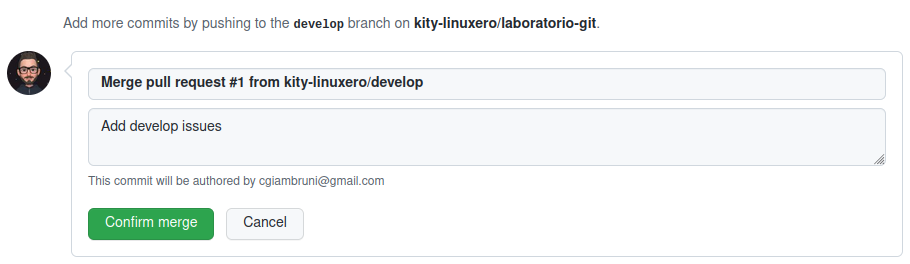 Add more commits by pushing to the develop branch on kity-linuxero/laboratorio-git.
Merge pull request #1 from kity-linuxero/develop
Add develop issues
This commit will be authored by cgiambruni@gmail.com
Confirm merge Cancel